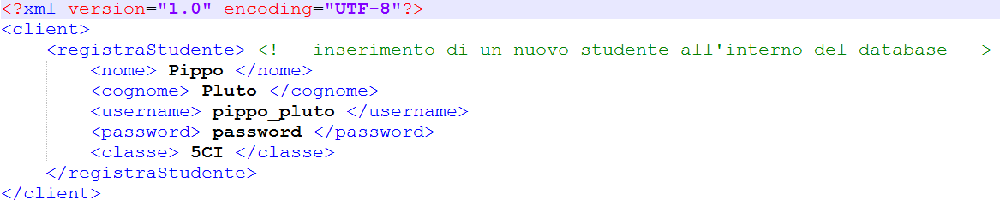 <?xml version="1.0" encoding="UTF-8"?>
<client>
<registraStudente> <!-- inserimento di un nuovo studente all'interno del database -->
<nome> Pippo </nome>
<cognome> Pluto </cognome>
<username> pippo_pluto </username>
<password> password </password>
<classe> 5CI </classe>
</registraStudente>
</client>